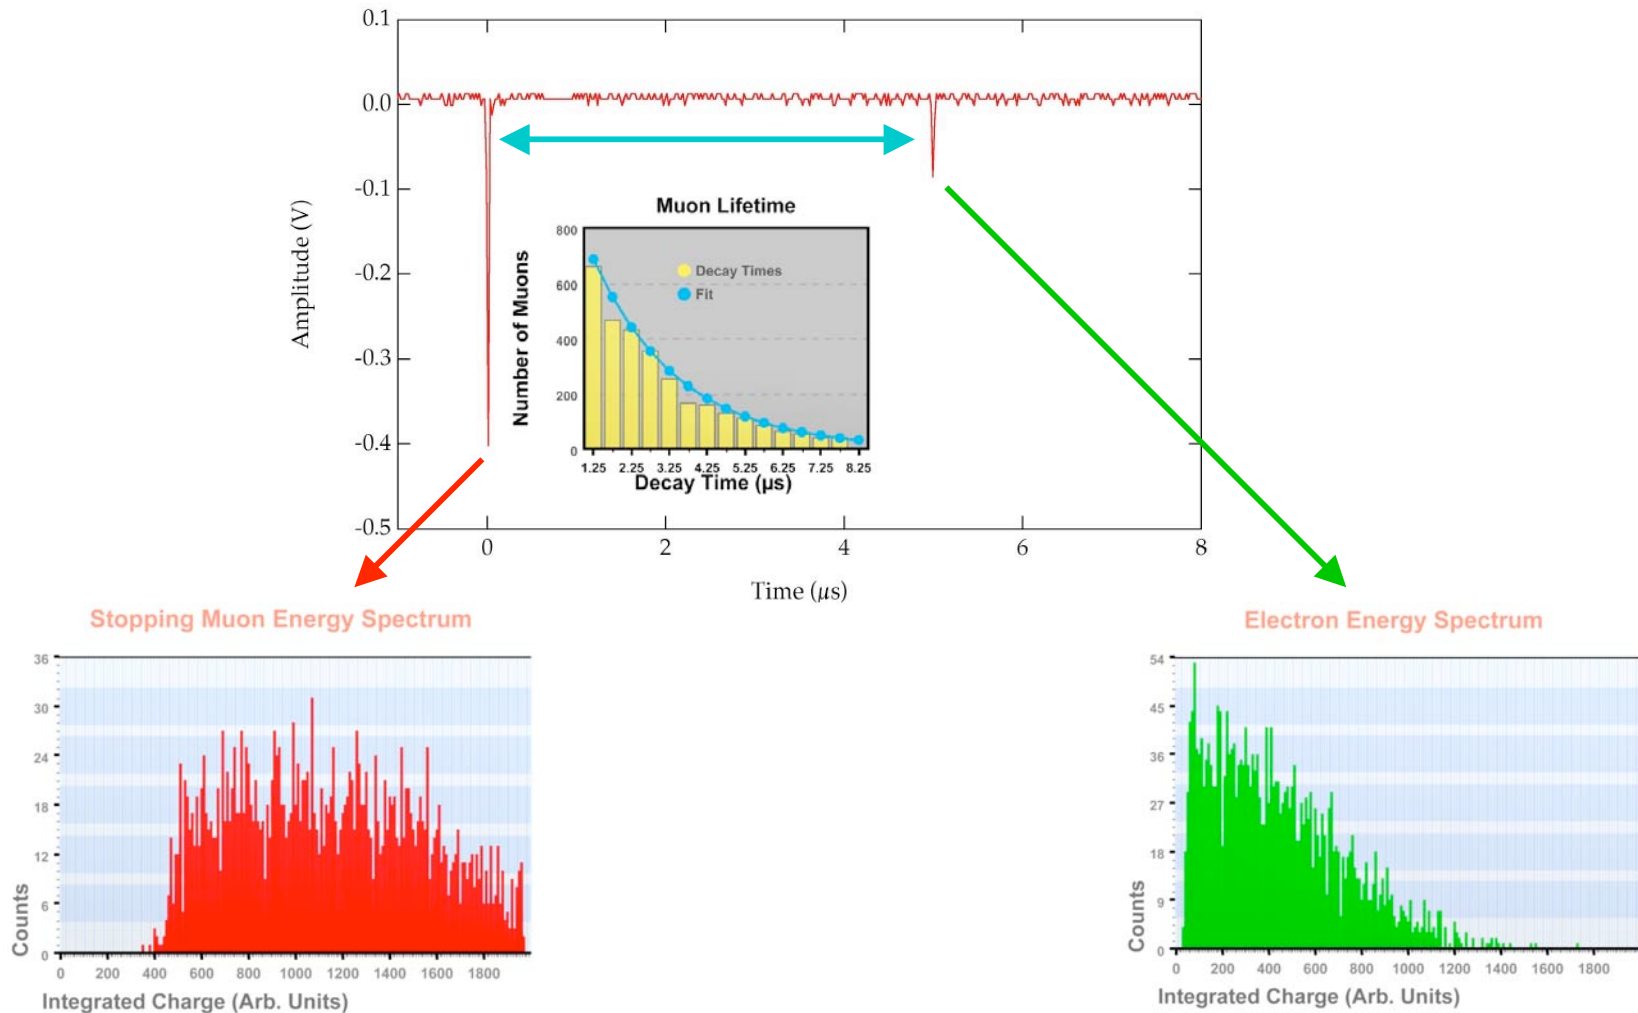 0.1
0.0
-0.1
-0.2
-0.3
-0.4
-0.5
Amplitude (V)
0 2 4 6 8
Time (µs)
Muon Lifetime
800
600
400
200
0
Number of Muons
Decay Times
Fit
1.25 2.25 3.25 4.25 5.25 6.25 7.25 8.25
Decay Time (µs)
Stopping Muon Energy Spectrum
36
30
24
18
12
6
0
Counts
0 200 400 600 800 1000 1200 1400 1600 1800
Integrated Charge (Arb. Units)
Electron Energy Spectrum
54
45
36
27
18
9
0
Counts
0 200 400 600 800 1000 1200 1400 1600 1800
Integrated Charge (Arb. Units)